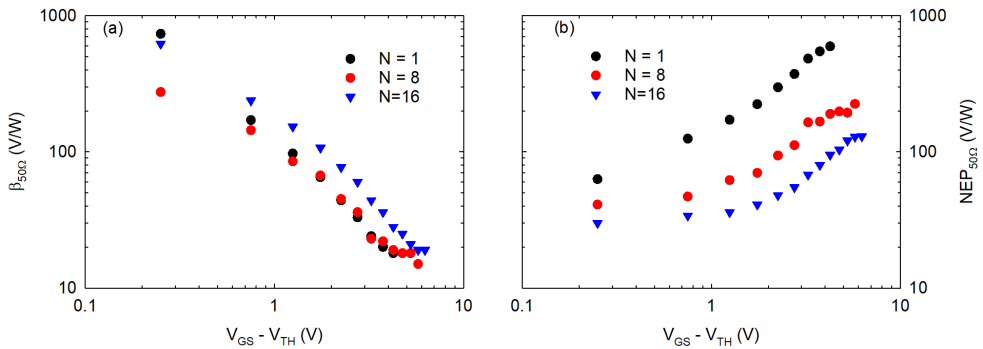 1000
100
10
β50Ω (V/W)
(a)
N = 1
N = 8
N=16
0.1
1
10
VGS - VTH (V)
(b)
N = 1
N = 8
N=16
1000
100
10
NEP50Ω (V/W)
0.1
1
10
VGS - VTH (V)